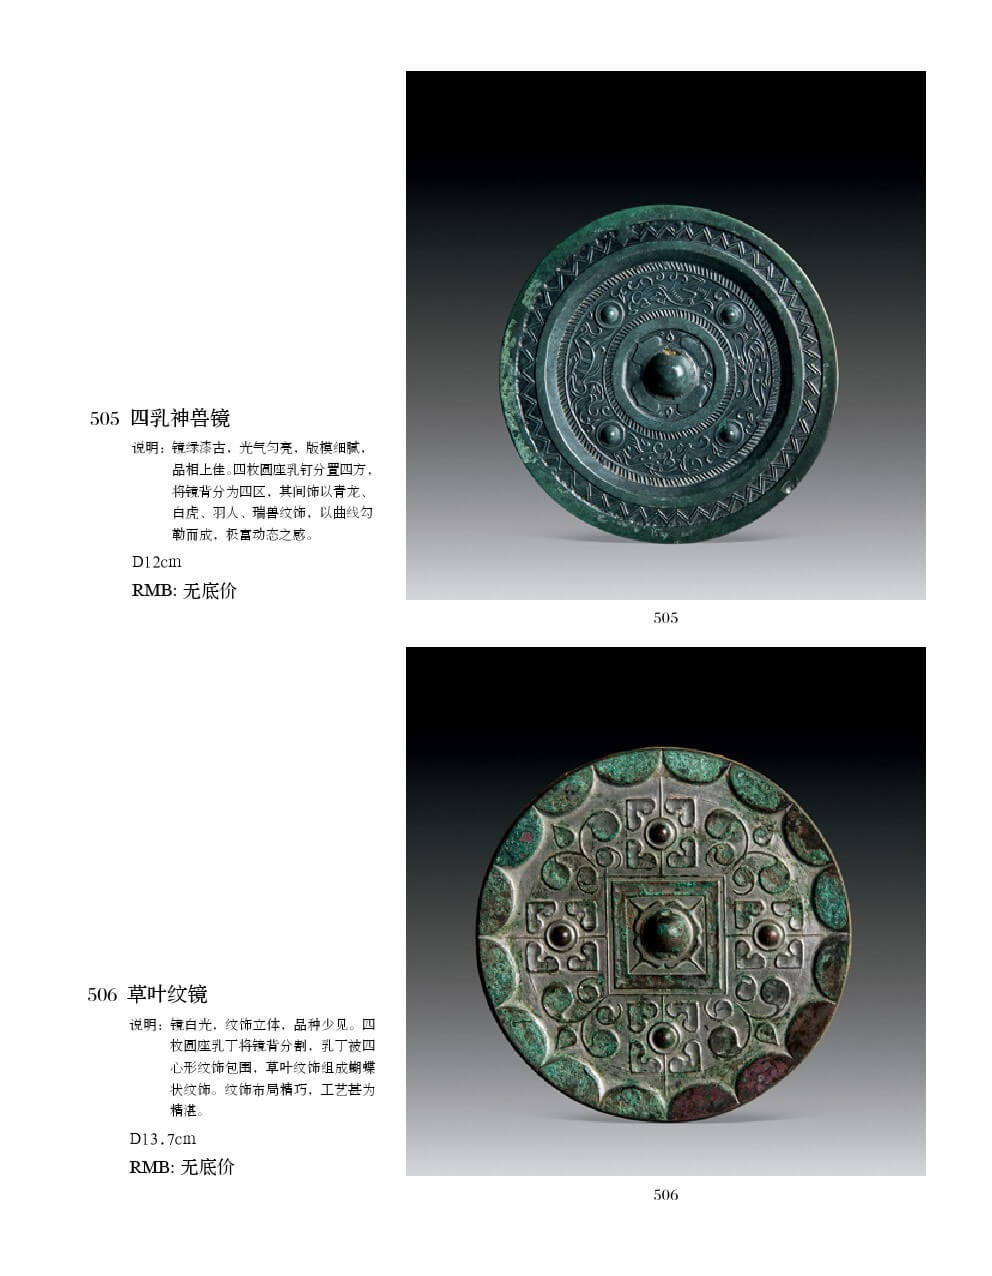 505 四乳神兽镜
说明：镜绿漆古，光气匀亮，版模细腻，
品相上佳。四枚圆座乳钉分置四方，
将镜背分为四区，其间饰以青龙、
白虎、羽人、瑞兽纹饰，以曲线勾
勒而成，极富动态之感。
D12cm
RMB: 无底价
505
506 草叶纹镜
说明：镜白光，纹饰立体，品种少见。四
枚圆座乳丁将镜背分割，乳丁被四
心形纹饰包围，草叶纹饰组成蝴蝶
状纹饰。纹饰布局精巧，工艺甚为
精湛。
D13.7cm
RMB: 无底价
506